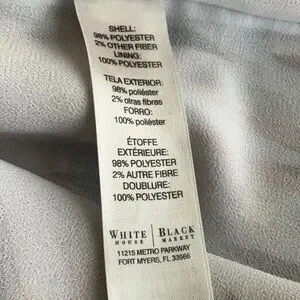 SHELL:
98% POLYESTER
2% OTHER FIBER
LINING:
100% POLYESTER
TELA EXTERIOR:
98% poliéster
2% otras fibras
FORRO:
100% poliéster
ÉTOFFE
EXTÉRIEURE:
98% POLYESTER
2% AUTRE FIBRE
DOUBLURE:
100% POLYESTER
WHITE | BLACK
HOUSE | MARKET
11215 METRO PARKWAY
FORT MYERS, FL 33966